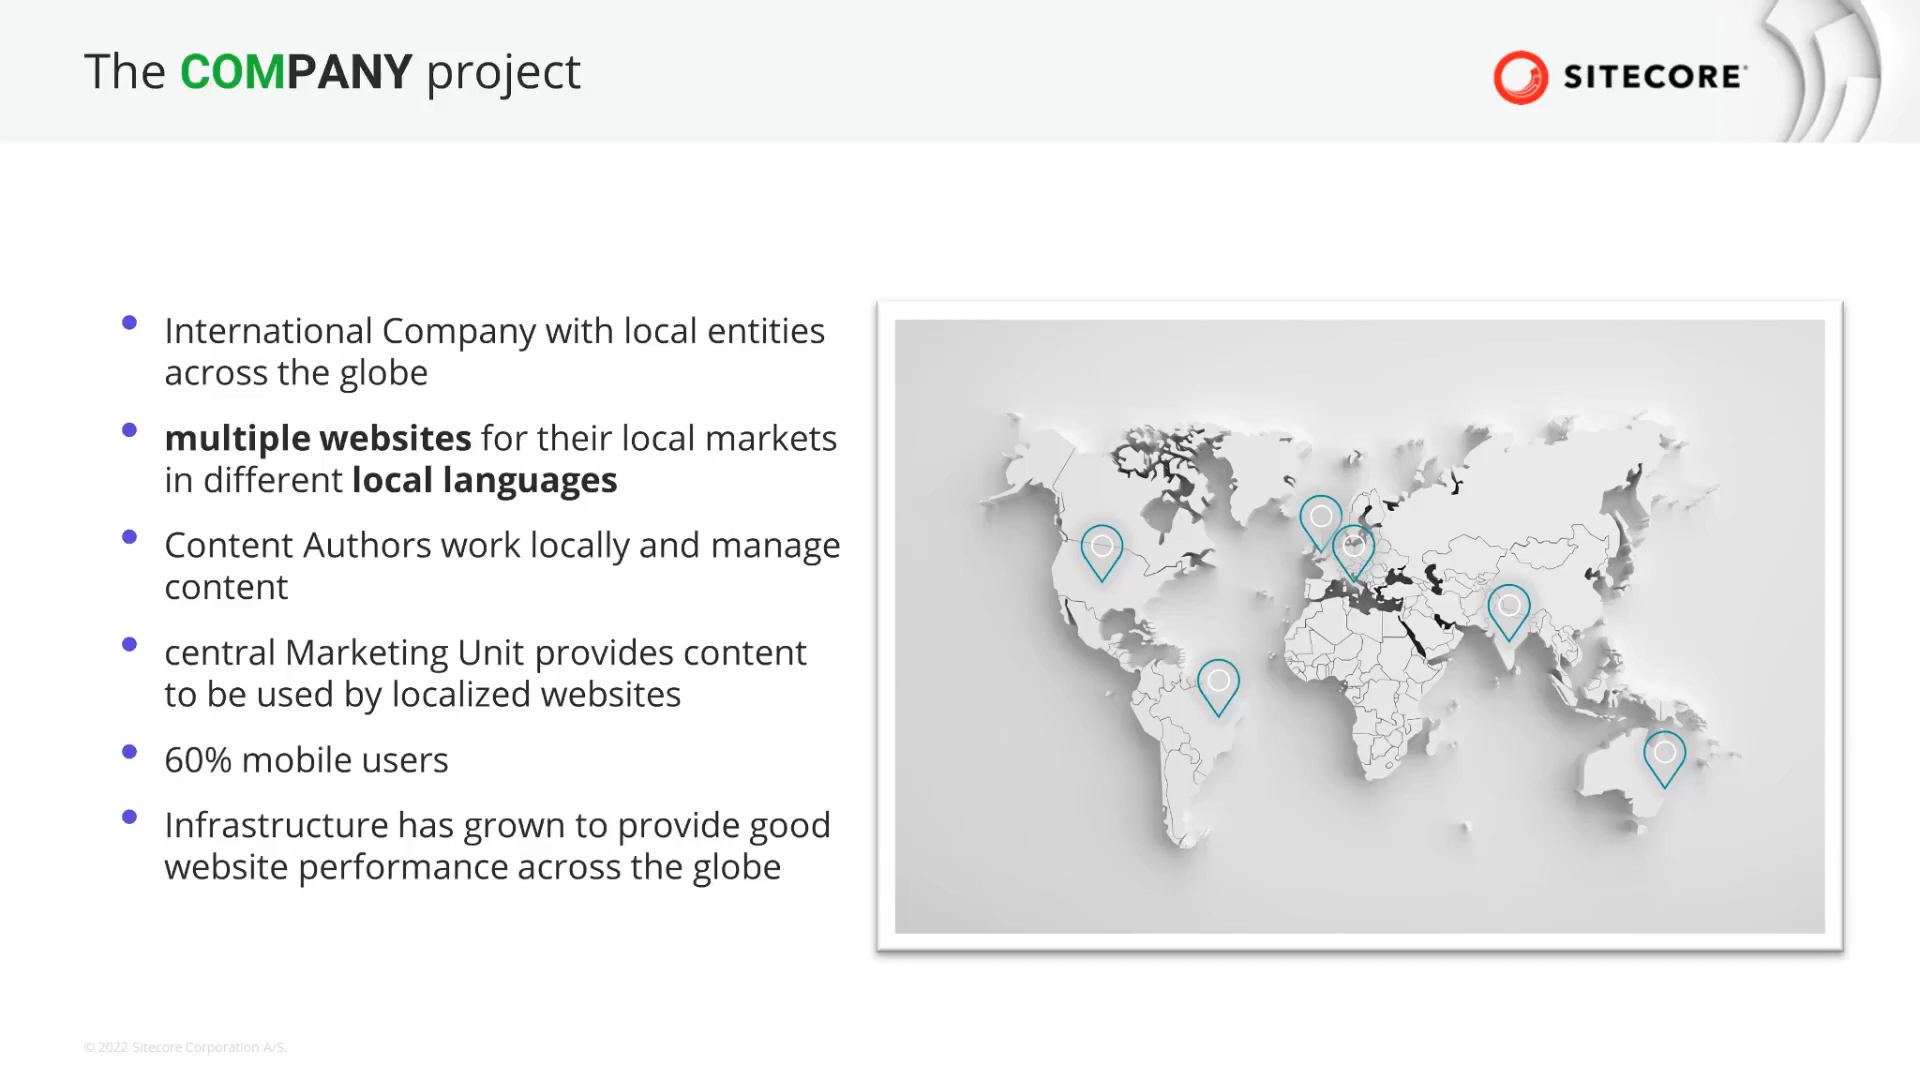 The COMPANY project
SITECORE
International Company with local entities
across the globe
multiple websites for their local markets
in different local languages
Content Authors work locally and manage
content
central Marketing Unit provides content
to be used by localized websites
60% mobile users
Infrastructure has grown to provide good
website performance across the globe
© 2022 Sitecore Corporation A/S.